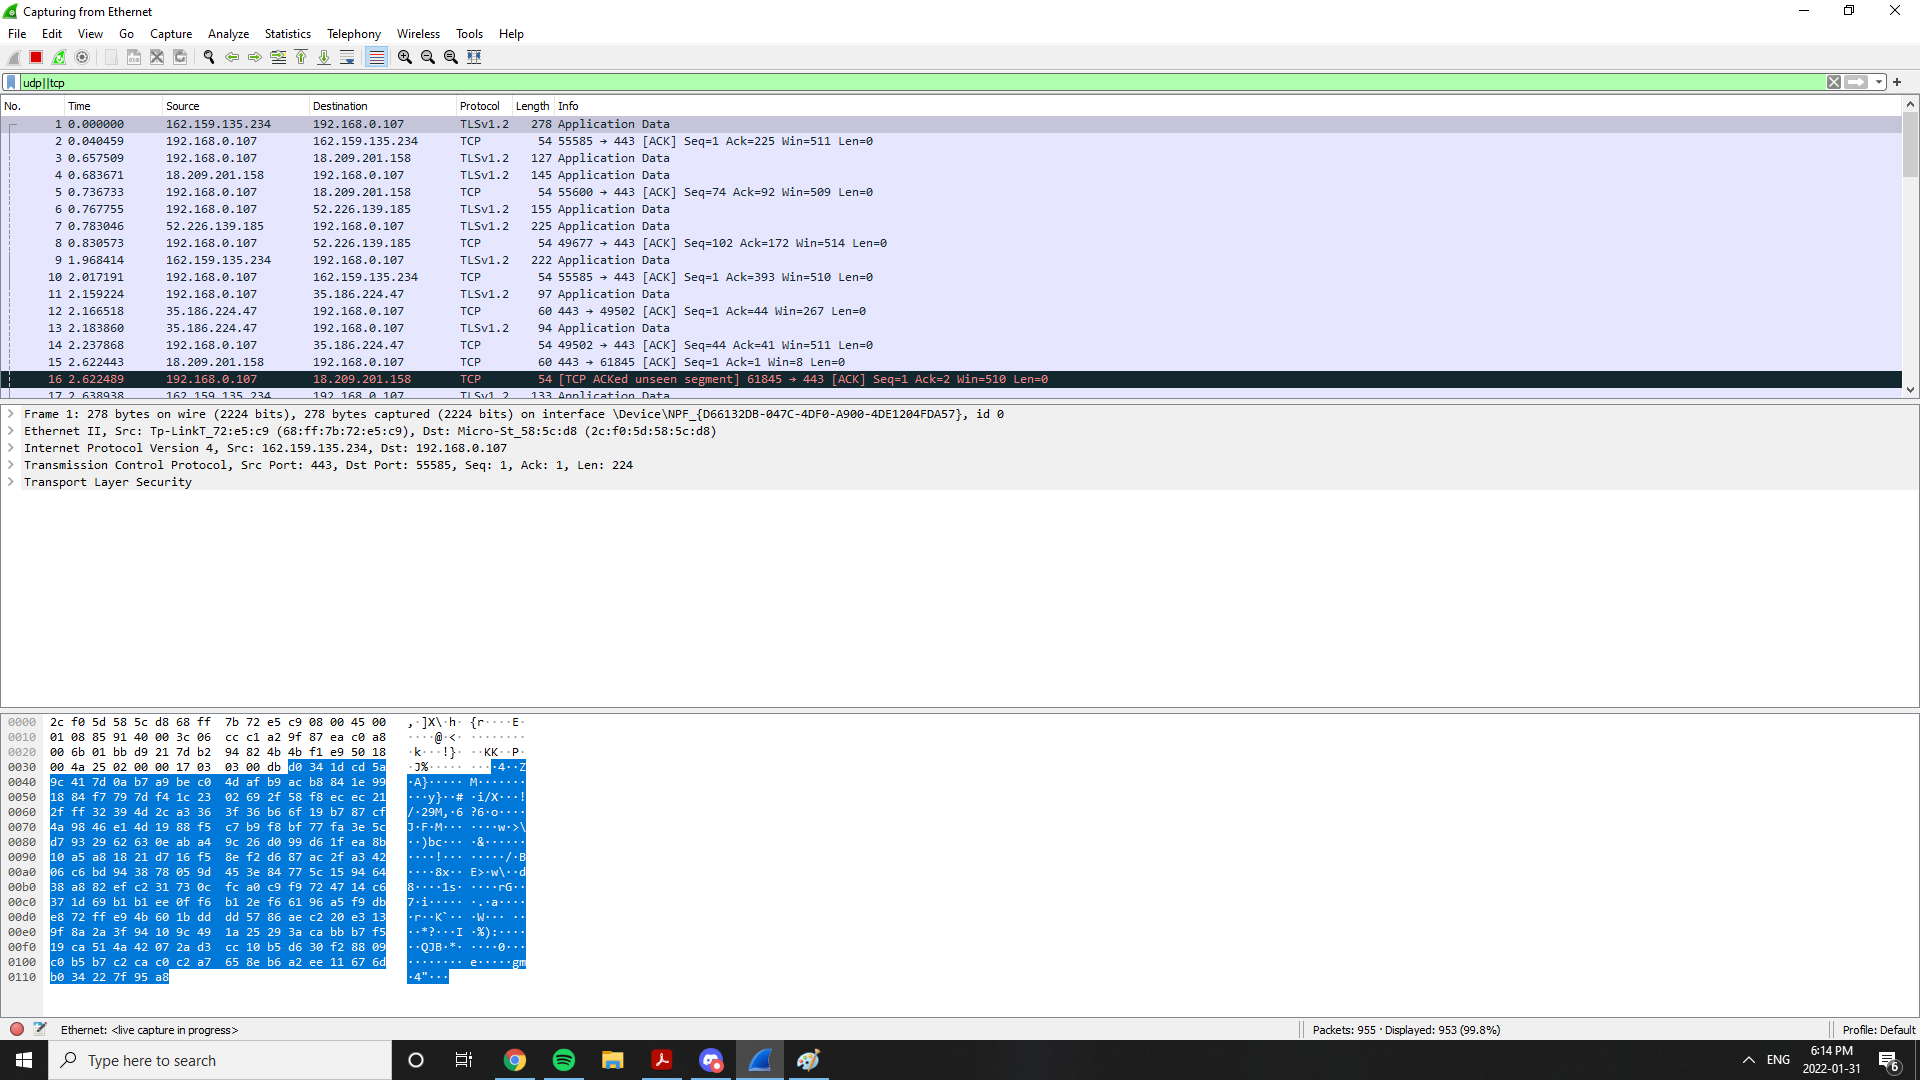 Capturing from Ethernet
File Edit View Go Capture Analyze Statistics Telephony Wireless Tools Help
udp||tcp
No. Time Source Destination Protocol Length Info
1 0.000000 162.159.135.234 192.168.0.107 TLSv1.2 278 Application Data
2 0.040459 192.168.0.107 162.159.135.234 TCP 54 55585 → 443 [ACK] Seq=1 Ack=225 Win=511 Len=0
3 0.657509 192.168.0.107 18.209.201.158 TLSv1.2 127 Application Data
4 0.683671 18.209.201.158 192.168.0.107 TLSv1.2 145 Application Data
5 0.736733 192.168.0.107 18.209.201.158 TCP 54 55600 → 443 [ACK] Seq=74 Ack=92 Win=509 Len=0
6 0.767755 192.168.0.107 52.226.139.185 TLSv1.2 155 Application Data
7 0.783046 52.226.139.185 192.168.0.107 TLSv1.2 225 Application Data
8 0.830573 192.168.0.107 52.226.139.185 TCP 54 49677 → 443 [ACK] Seq=102 Ack=172 Win=514 Len=0
9 1.968414 162.159.135.234 192.168.0.107 TLSv1.2 222 Application Data
10 2.017191 192.168.0.107 162.159.135.234 TCP 54 55585 → 443 [ACK] Seq=1 Ack=393 Win=510 Len=0
11 2.159224 192.168.0.107 35.186.224.47 TLSv1.2 97 Application Data
12 2.166518 35.186.224.47 192.168.0.107 TCP 60 443 → 49502 [ACK] Seq=1 Ack=44 Win=267 Len=0
13 2.183860 35.186.224.47 192.168.0.107 TLSv1.2 94 Application Data
14 2.237868 192.168.0.107 35.186.224.47 TCP 54 49502 → 443 [ACK] Seq=44 Ack=41 Win=511 Len=0
15 2.622443 18.209.201.158 192.168.0.107 TCP 60 443 → 61845 [ACK] Seq=1 Ack=1 Win=8 Len=0
16 2.622489 192.168.0.107 18.209.201.158 TCP 54 [TCP ACKed unseen segment] 61845 → 443 [ACK] Seq=1 Ack=2 Win=510 Len=0
17 2.638938 162.159.135.234 192.168.0.107 TLSv1.2 133 Application Data
Frame 1: 278 bytes on wire (2224 bits), 278 bytes captured (2224 bits) on interface \Device\NPF_{D66132DB-047C-4DF0-A900-4DE1204FDA57}, id 0
Ethernet II, Src: Tp-LinkT_72:e5:c9 (68:ff:7b:72:e5:c9), Dst: Micro-St_58:5c:d8 (2c:f0:5d:58:5c:d8)
Internet Protocol Version 4, Src: 162.159.135.234, Dst: 192.168.0.107
Transmission Control Protocol, Src Port: 443, Dst Port: 55585, Seq: 1, Ack: 1, Len: 224
Transport Layer Security
0000 2c f0 5d 58 5c d8 68 ff 7b 72 e5 c9 08 00 45 00 ,·]X\·h· {r····E·
0010 01 08 85 91 40 00 3c 06 cc c1 a2 9f 87 ea c0 a8 ····@·<· ········
0020 00 6b 01 bb d9 21 7d b2 94 82 4b 4b f1 e9 50 18 ·k···!}· ··KK··P·
0030 00 4a 25 02 00 00 17 03 03 00 db d0 34 1d cd 5a ·J%····· ····4··Z
0040 9c 41 7d 0a b7 a9 be c0 4d af b9 ac b8 84 1e 99 ·A}····· M·······
0050 18 84 f7 79 7d f4 1c 23 02 69 2f 58 f8 ec ec 21 ···y}··# ·i/X···!
0060 2f ff 32 39 4d 2c a3 36 3f 36 b6 6f 19 b7 87 cf /·29M,·6 ?6·o····
0070 4a 98 46 e1 4d 19 88 f5 c7 b9 f8 bf 77 fa 3e 5c J·F·M··· ····w·>\
0080 d7 93 29 62 63 0e ab a4 9c 26 d0 99 d6 1f ea 8b ··)bc··· ·&······
0090 10 a5 a8 18 21 d7 16 f5 8e f2 d6 87 ac 2f a3 42 ····!··· ·····/·B
00a0 06 c6 bd 94 38 78 05 9d 45 3e 84 77 5c 15 94 64 ····8x·· E>·w\··d
00b0 38 a8 82 ef c2 31 73 0c fc a0 c9 f9 72 47 14 c6 8····1s· ····rG··
00c0 37 1d 69 b1 b1 ee 0f f6 b1 2e f6 61 96 a5 f9 db 7·i····· ·.·a····
00d0 e8 72 ff e9 4b 60 1b dd dd 57 86 ae c2 20 e3 13 ·r··K`·· ·W··· ··
00e0 9f 8a 2a 3f 94 10 9c 49 1a 25 29 3a ca bb b7 f5 ··*?···I ·%):····
00f0 19 ca 51 4a 42 07 2a d3 cc 10 b5 d6 30 f2 88 09 ··QJB·*· ····0···
0100 c0 b5 b7 c2 ca c0 c2 a7 65 8e b6 a2 ee 11 67 6d ········ e·····gm
0110 b0 34 22 7f 95 a8 ·4"···
Ethernet: <live capture in progress> Packets: 955 · Displayed: 953 (99.8%) Profile: Default
Type here to search ENG 6:14 PM 2022-01-31 6